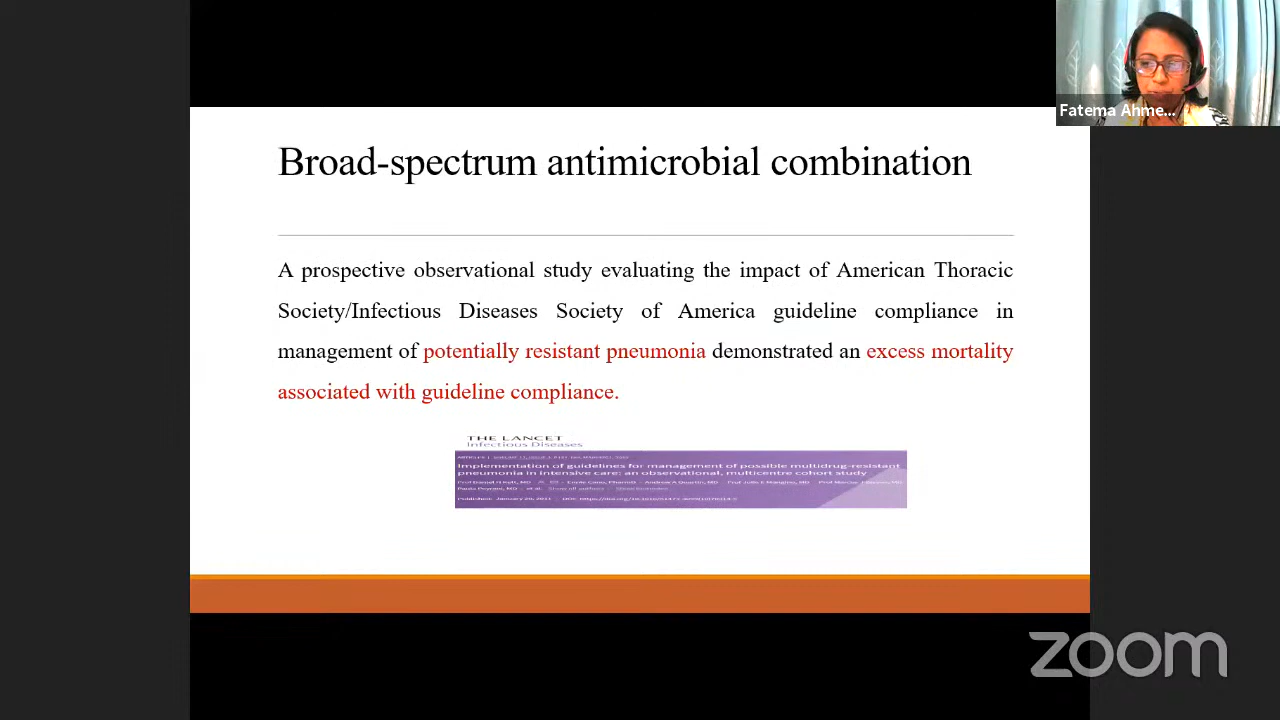 Fatema Ahme...
Broad-spectrum antimicrobial combination
A prospective observational study evaluating the impact of American Thoracic
Society/Infectious Diseases Society of America guideline compliance in
management of potentially resistant pneumonia demonstrated an excess mortality
associated with guideline compliance.
THE LANCET
Infectious Diseases
Implementation of guidelines for management of possible multidrug-resistant
pneumonia in intensive care: an observational, multicentre cohort study
zoom